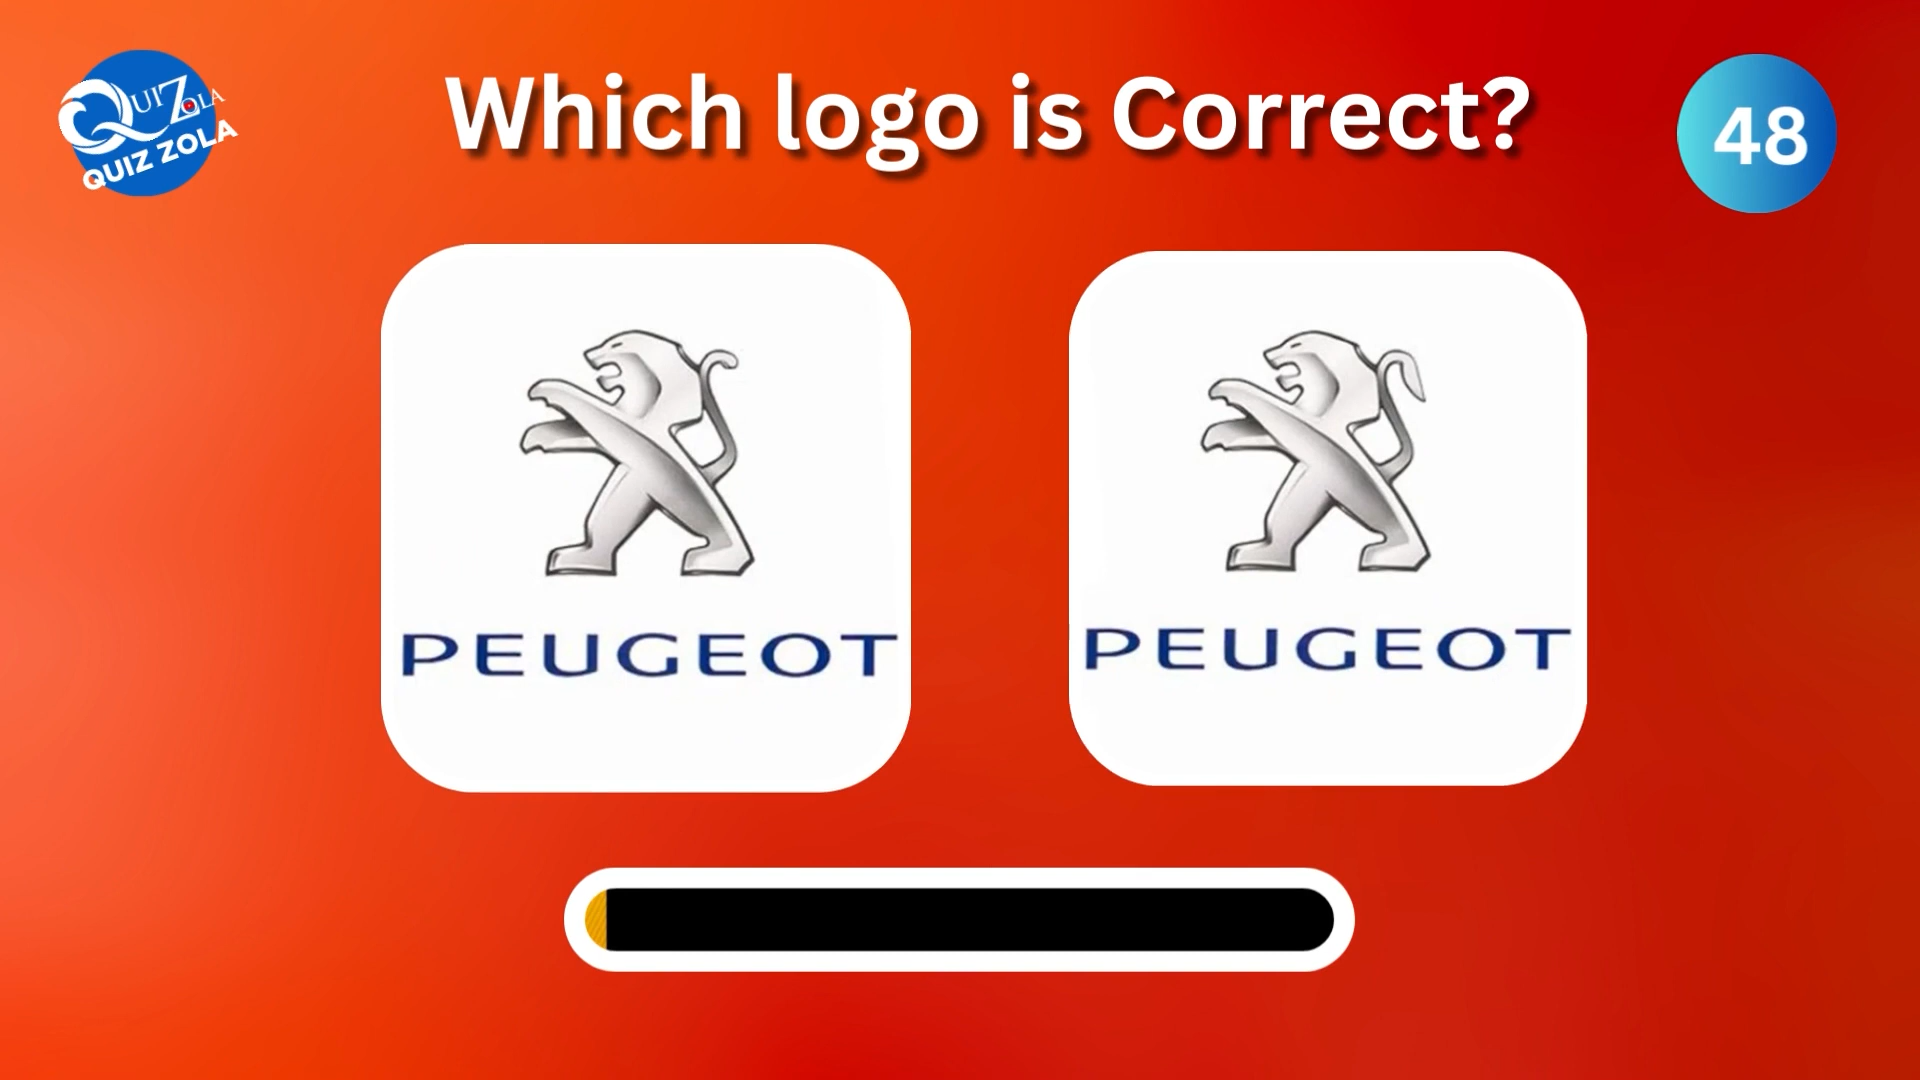 QuiZola
QUIZ ZOLA
Which logo is Correct?
48
PEUGEOT
PEUGEOT